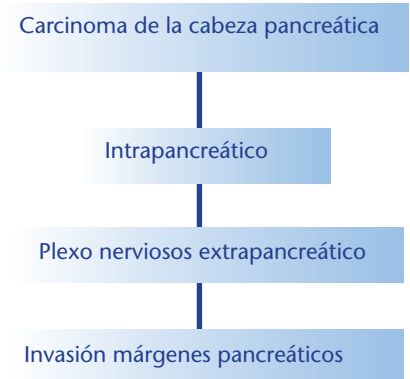 Carcinoma de la cabeza pancreática
Intrapancreático
Plexo nerviosos extrapancreático
Invasión márgenes pancreáticos